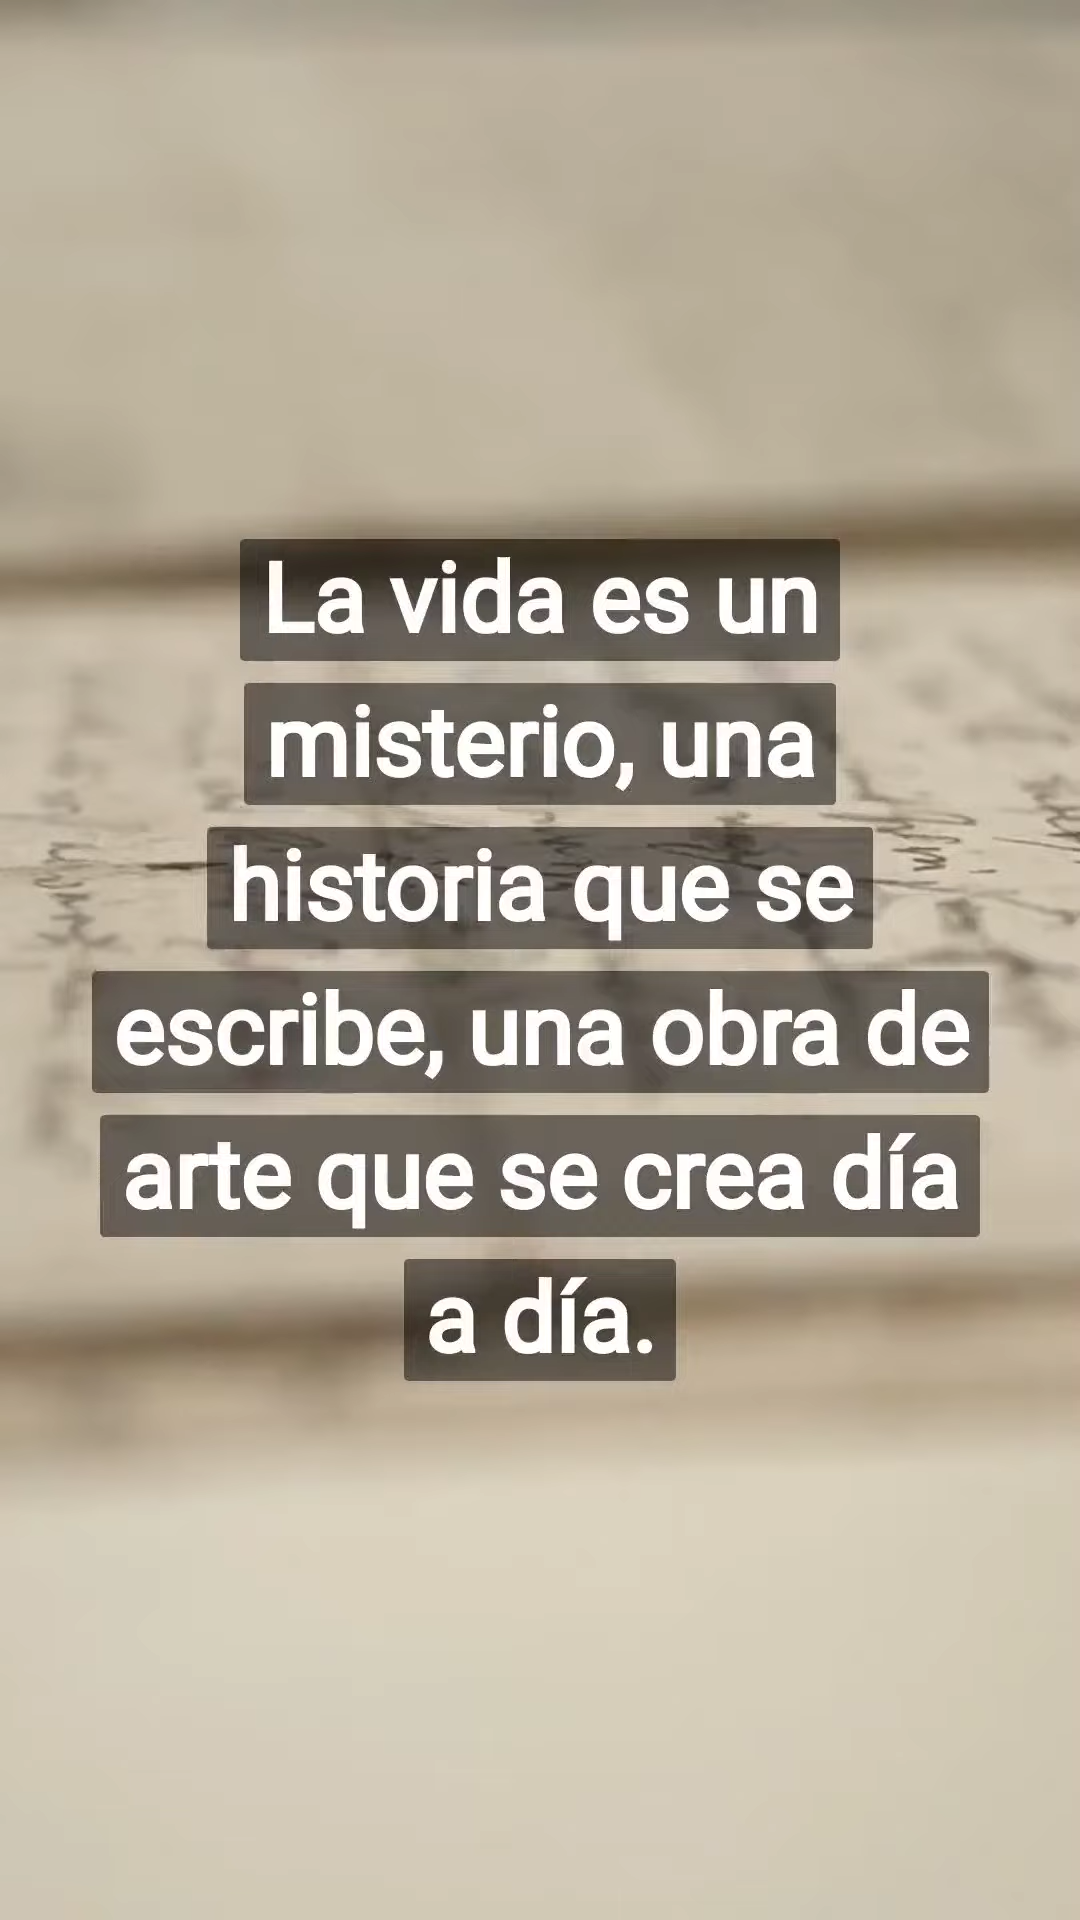 La vida es un
misterio, una
historia que se
escribe, una obra de
arte que se crea día
a día.